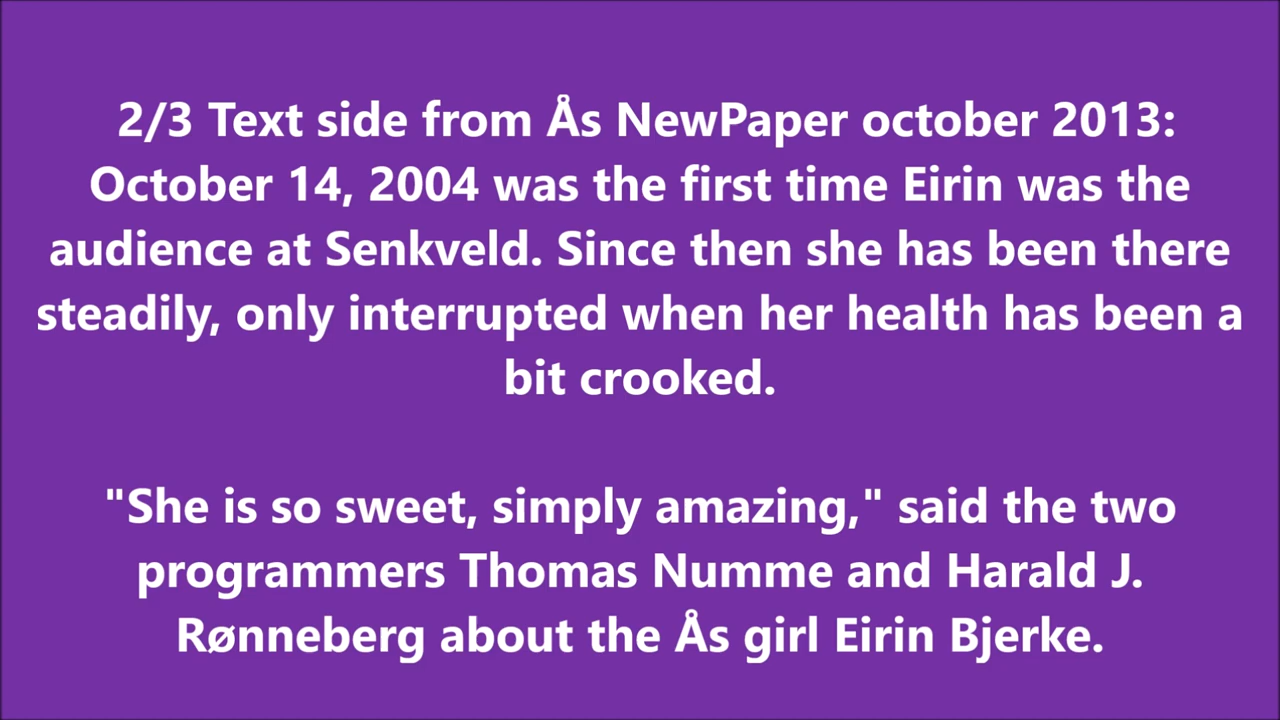 2/3 Text side from Ås NewPaper october 2013:
October 14, 2004 was the first time Eirin was the
audience at Senkveld. Since then she has been there
steadily, only interrupted when her health has been a
bit crooked.
"She is so sweet, simply amazing," said the two
programmers Thomas Numme and Harald J.
Rønneberg about the Ås girl Eirin Bjerke.